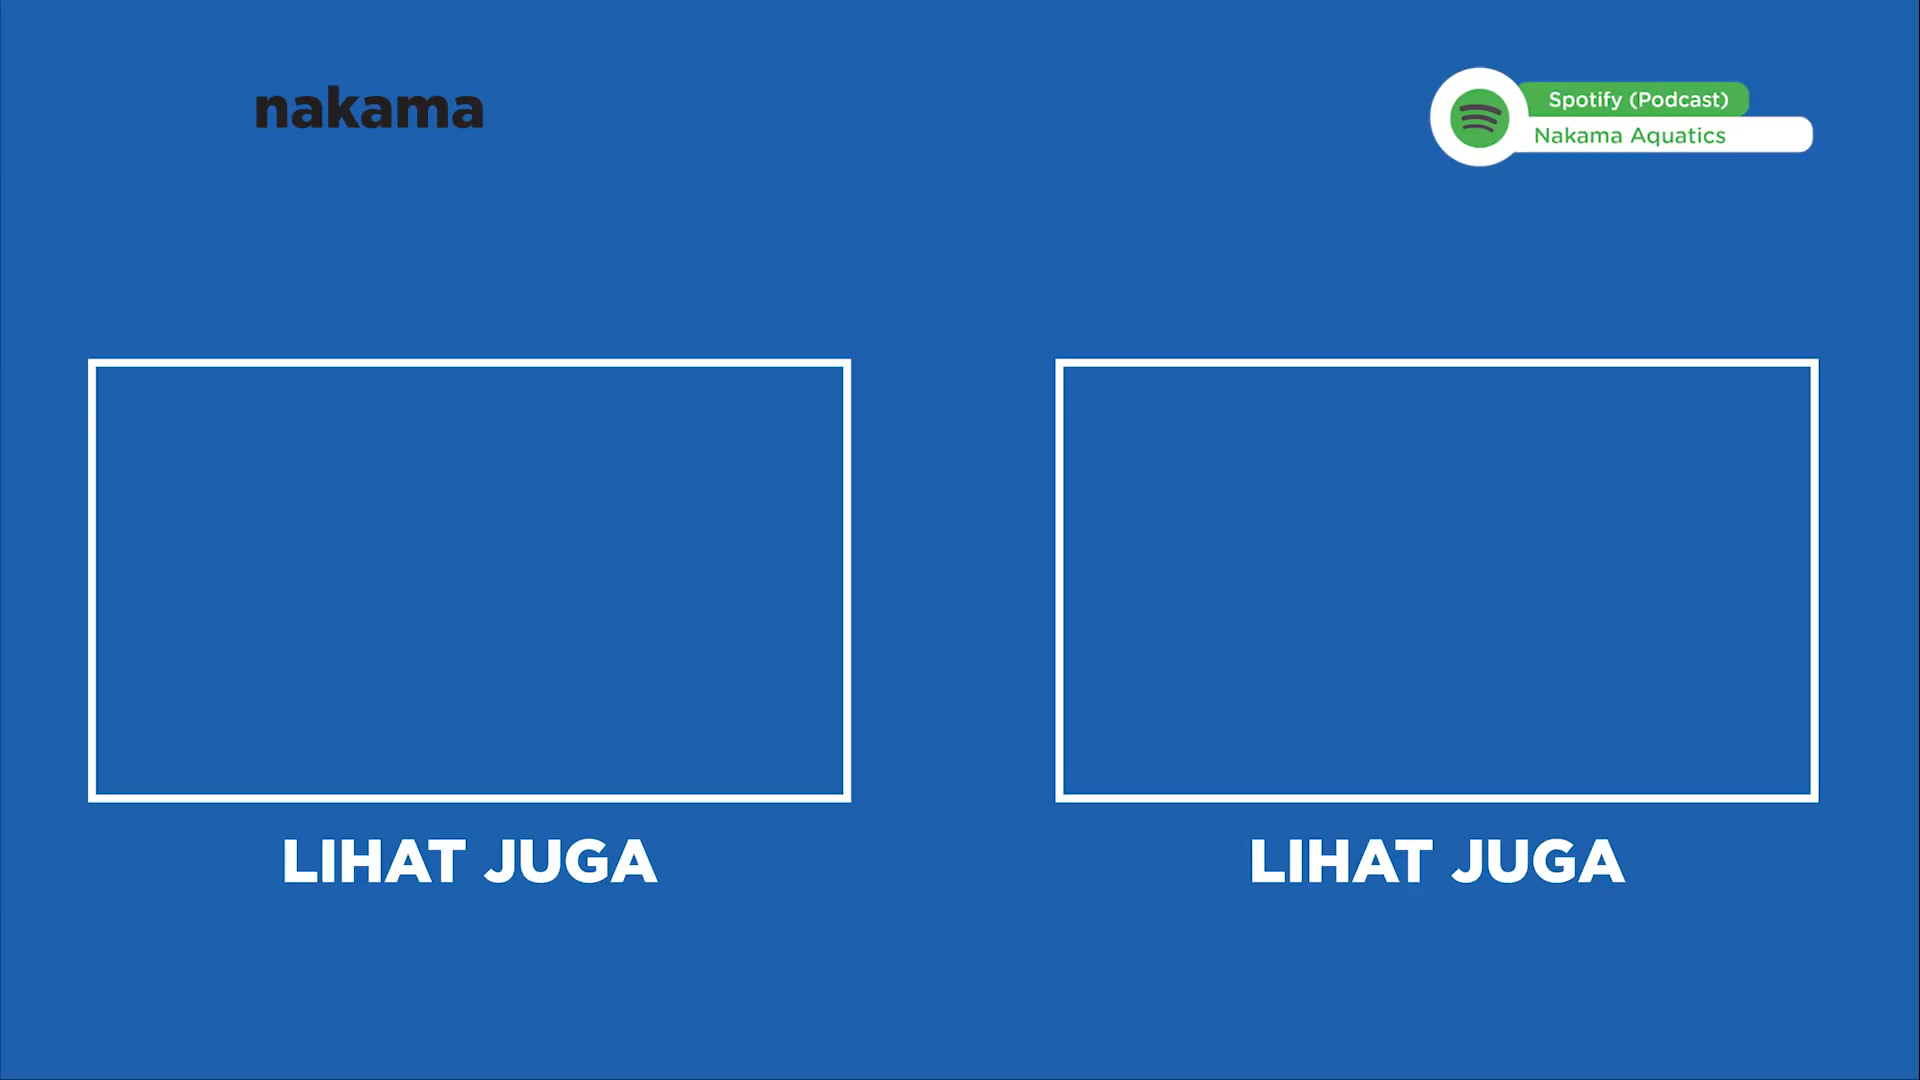 nakama
Spotify (Podcast)
Nakama Aquatics
LIHAT JUGA
LIHAT JUGA